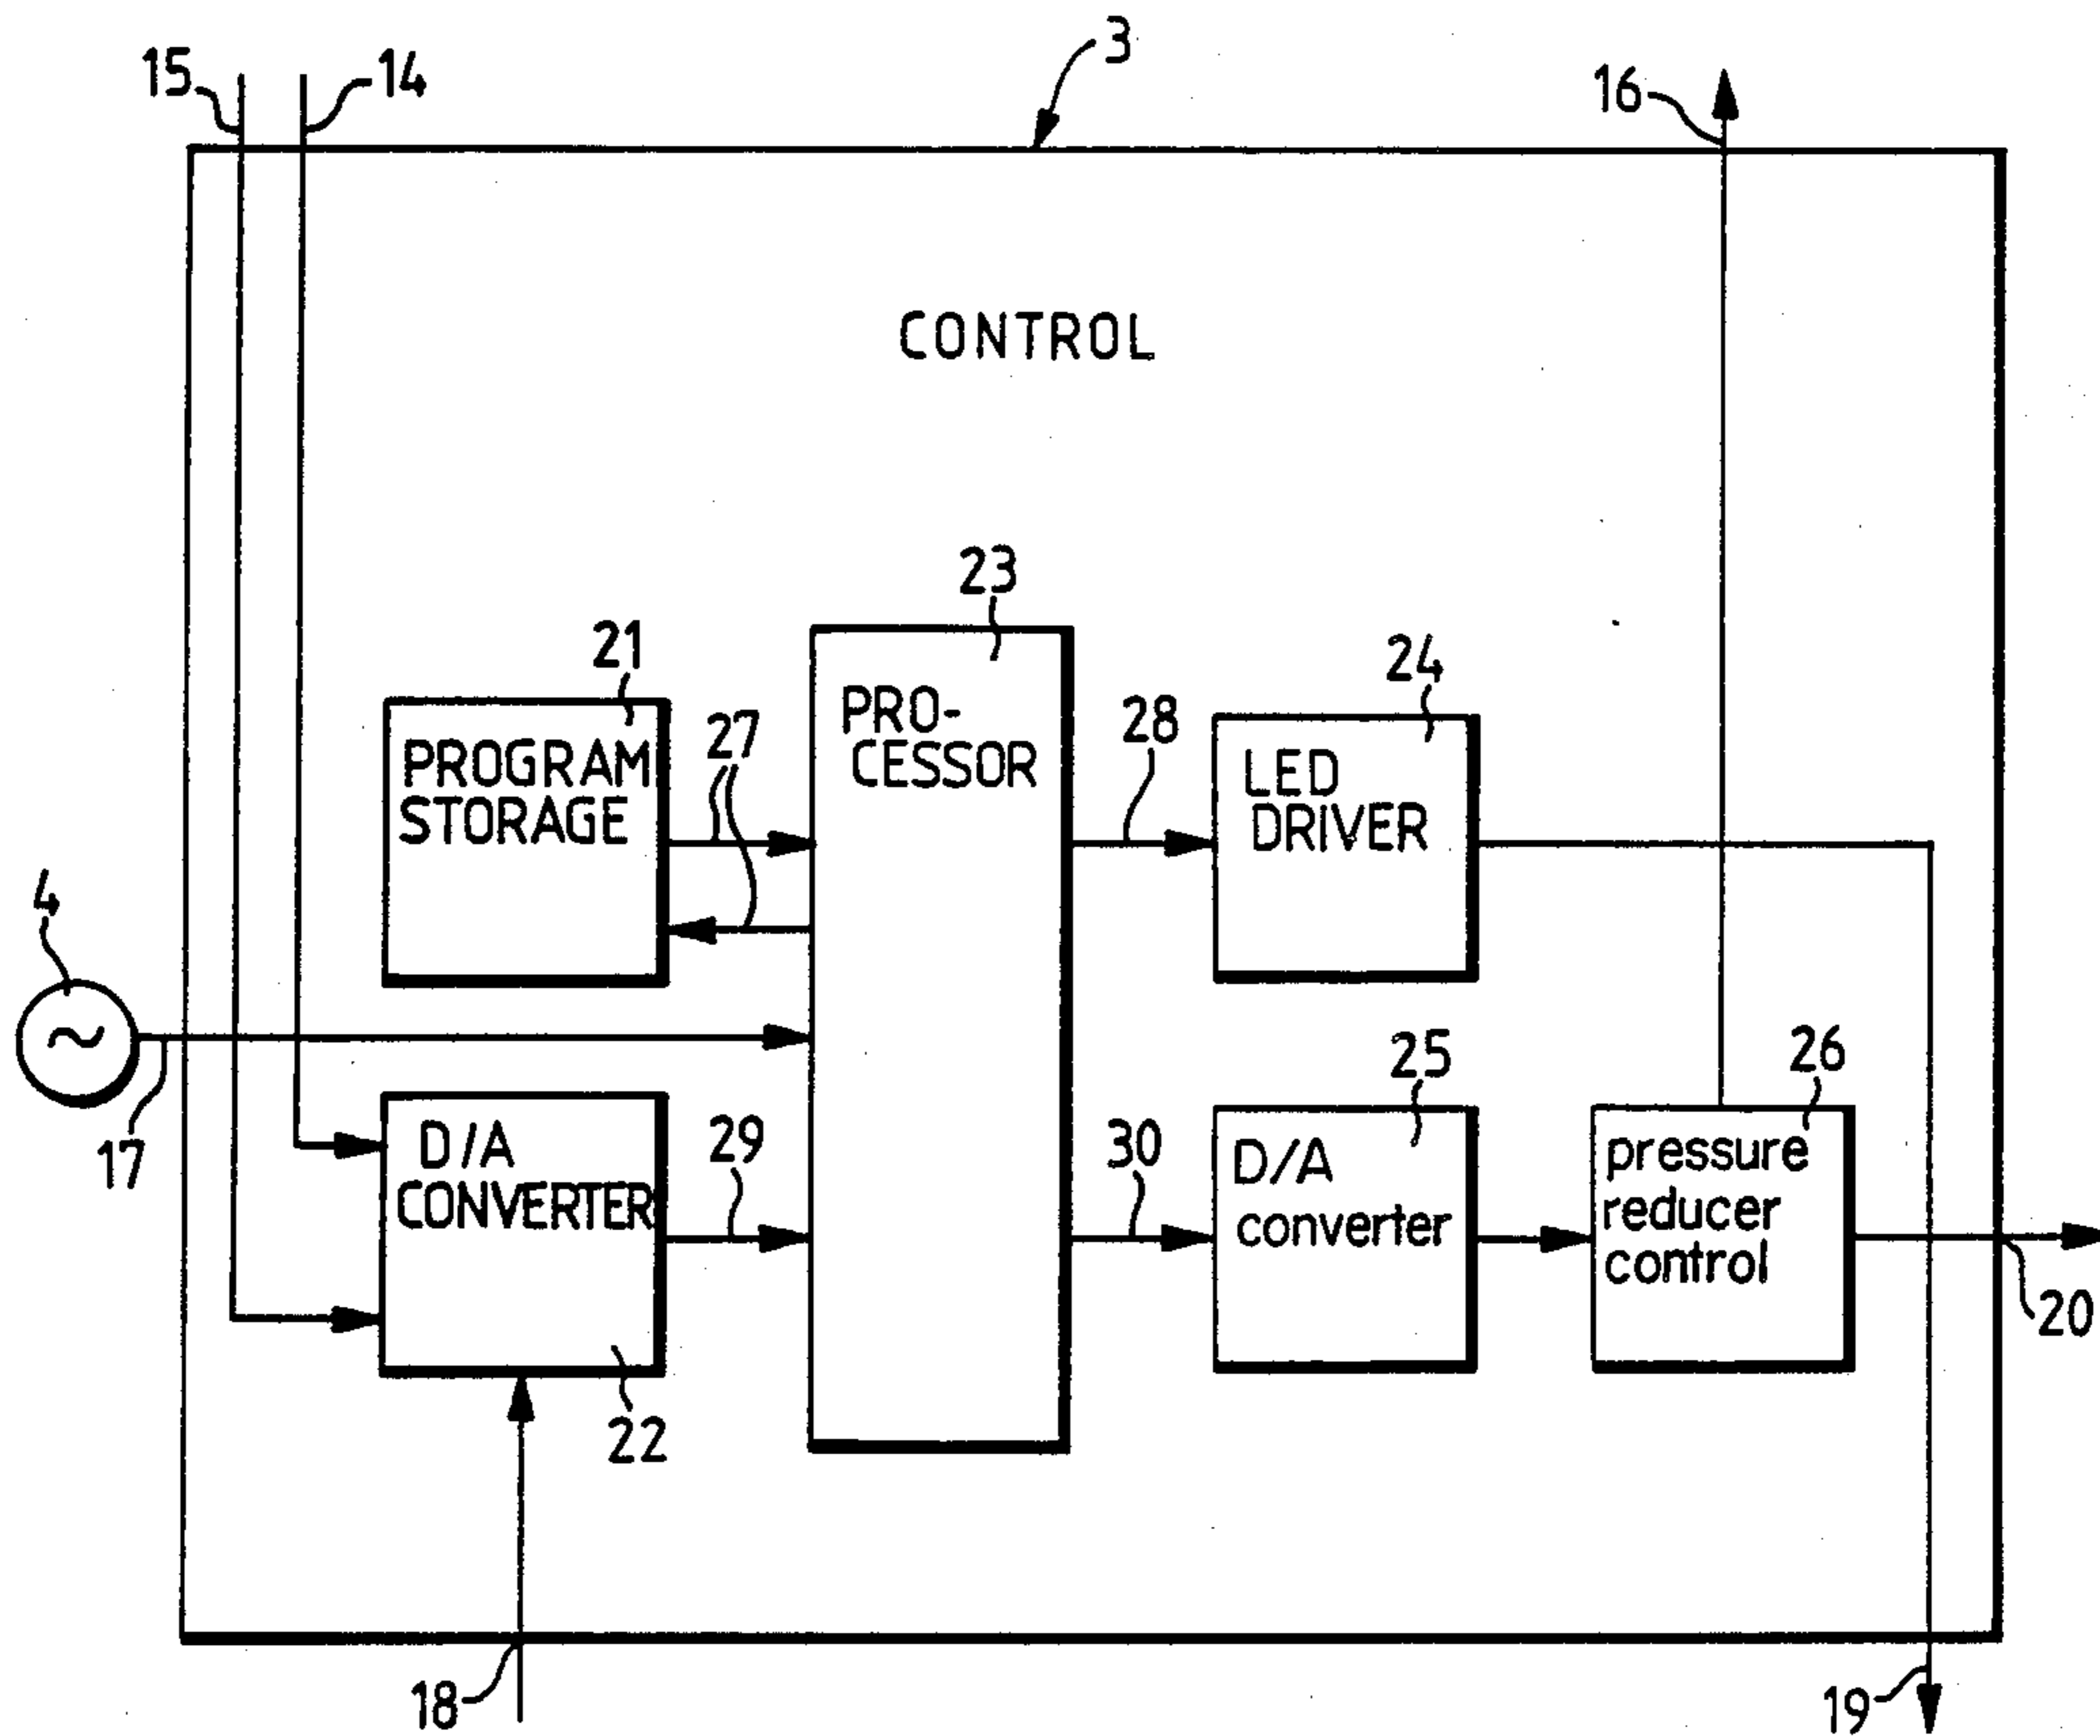 3
15
14
16
CONTROL
23
21
24
PRO-
CESSOR
27
28
PROGRAM
STORAGE
LED
DRIVER
4
25
26
17
D/A
CONVERTER
29
30
D/A
converter
pressure
reducer
control
20
22
18
19